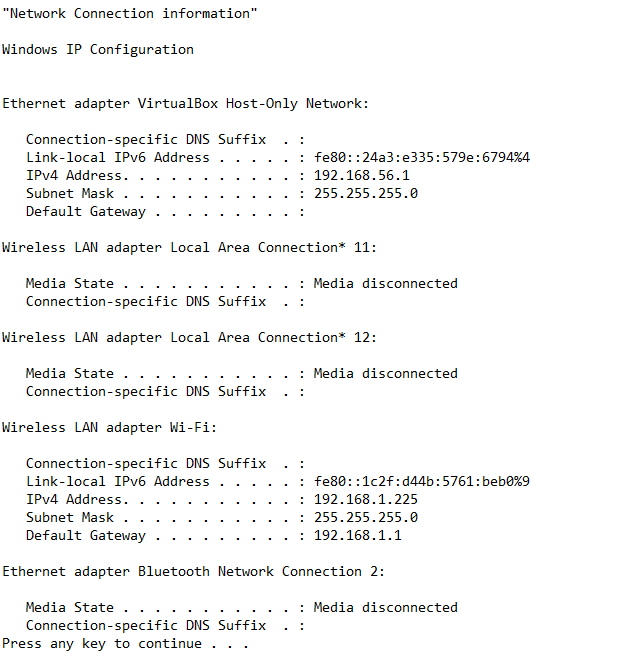 "Network Connection information"

Windows IP Configuration


Ethernet adapter VirtualBox Host-Only Network:

   Connection-specific DNS Suffix  . :
   Link-local IPv6 Address . . . . . : fe80::24a3:e335:579e:6794%4
   IPv4 Address. . . . . . . . . . . : 192.168.56.1
   Subnet Mask . . . . . . . . . . . : 255.255.255.0
   Default Gateway . . . . . . . . . :

Wireless LAN adapter Local Area Connection* 11:

   Media State . . . . . . . . . . . : Media disconnected
   Connection-specific DNS Suffix  . :

Wireless LAN adapter Local Area Connection* 12:

   Media State . . . . . . . . . . . : Media disconnected
   Connection-specific DNS Suffix  . :

Wireless LAN adapter Wi-Fi:

   Connection-specific DNS Suffix  . :
   Link-local IPv6 Address . . . . . : fe80::1c2f:d44b:5761:beb0%9
   IPv4 Address. . . . . . . . . . . : 192.168.1.225
   Subnet Mask . . . . . . . . . . . : 255.255.255.0
   Default Gateway . . . . . . . . . : 192.168.1.1

Ethernet adapter Bluetooth Network Connection 2:

   Media State . . . . . . . . . . . : Media disconnected
   Connection-specific DNS Suffix  . :
Press any key to continue . . .